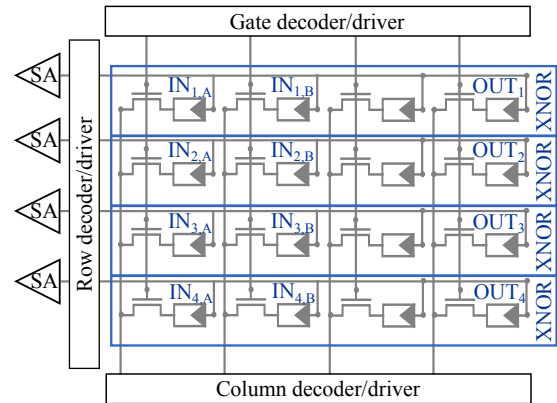 Gate decoder/driver
SA
IN1,A IN1,B OUT1
XNOR
SA
IN2,A IN2,B OUT2
XNOR
SA
IN3,A IN3,B OUT3
XNOR
SA
IN4,A IN4,B OUT4
XNOR
Row decoder/driver
Column decoder/driver